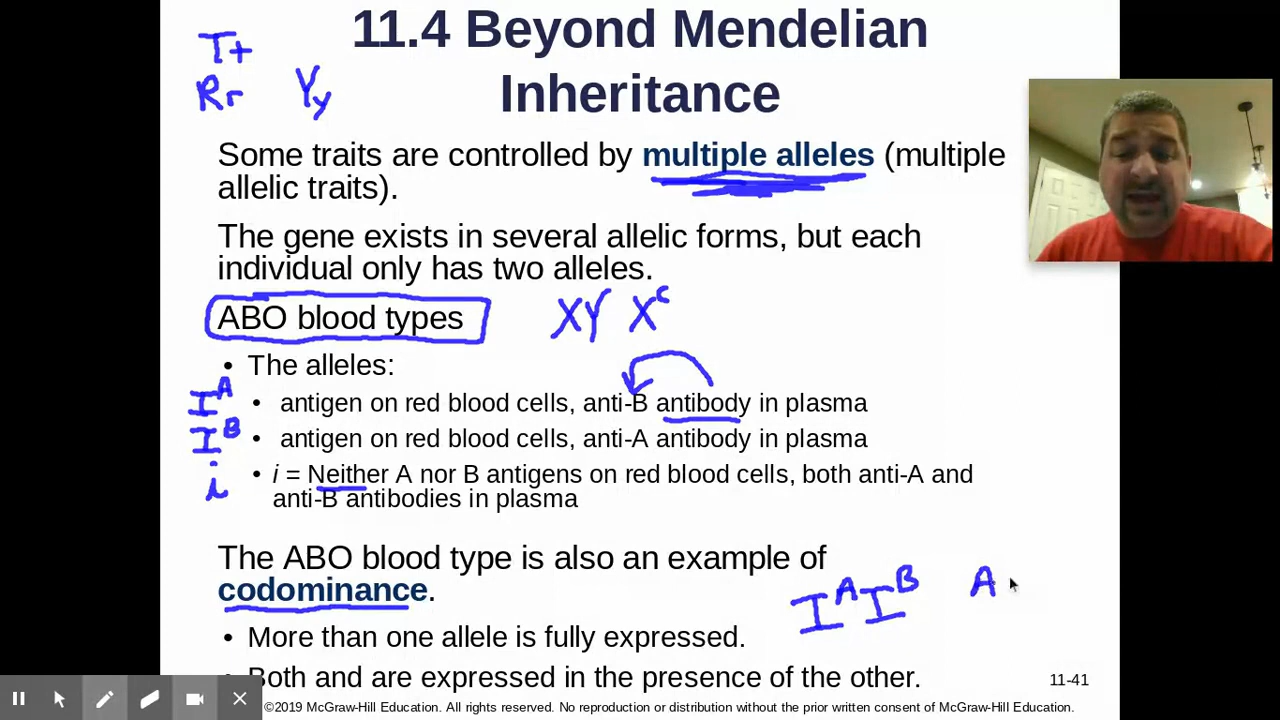 11.4 Beyond Mendelian
Inheritance
T+
Rr Yy
Some traits are controlled by multiple alleles (multiple
allelic traits).
The gene exists in several allelic forms, but each
individual only has two alleles.
ABO blood types XY Xᶜ
• The alleles:
Iᴬ • antigen on red blood cells, anti-B antibody in plasma
Iᴮ • antigen on red blood cells, anti-A antibody in plasma
i • i = Neither A nor B antigens on red blood cells, both anti-A and
anti-B antibodies in plasma
The ABO blood type is also an example of
codominance.
IᴬIᴮ A
• More than one allele is fully expressed.
• Both and are expressed in the presence of the other.
11-41
©2019 McGraw-Hill Education. All rights reserved. No reproduction or distribution without the prior written consent of McGraw-Hill Education.